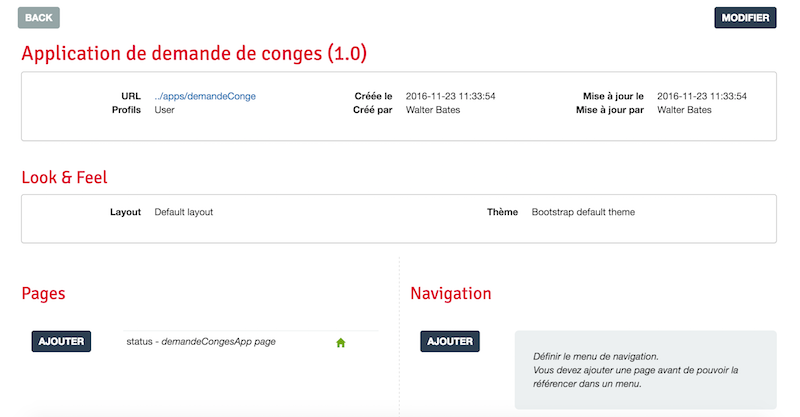 BACK
MODIFIER
Application de demande de conges (1.0)
URL ../apps/demandeConge Créée le 2016-11-23 11:33:54 Mise à jour le 2016-11-23 11:33:54
Profils User Créé par Walter Bates Mise à jour par Walter Bates
Look & Feel
Layout Default layout Thème Bootstrap default theme
Pages
AJOUTER status - demandeCongesApp page
Navigation
AJOUTER
Définir le menu de navigation.
Vous devez ajouter une page avant de pouvoir la
référencer dans un menu.